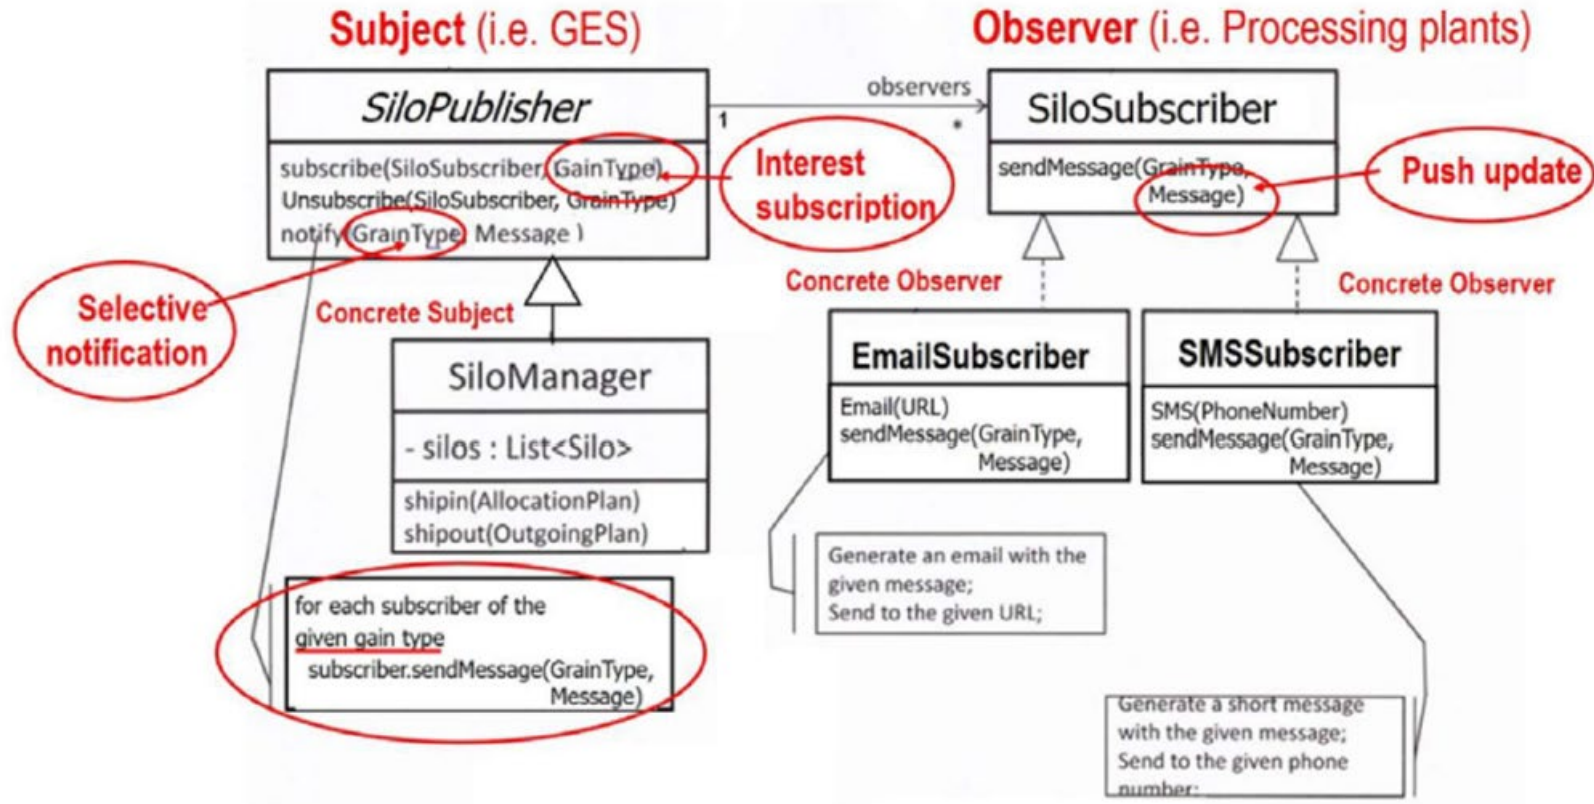 Subject (i.e. GES)
Observer (i.e. Processing plants)
SiloPublisher
subscribe(SiloSubscriber, GainType)
Unsubscribe(SiloSubscriber, GrainType)
notify(GrainType, Message )
observers
1
*
Interest
subscription
SiloSubscriber
sendMessage(GrainType,
Message)
Push update
Selective
notification
Concrete Subject
Concrete Observer
Concrete Observer
SiloManager
- silos : List<Silo>
shipin(AllocationPlan)
shipout(OutgoingPlan)
EmailSubscriber
Email(URL)
sendMessage(GrainType,
Message)
SMSSubscriber
SMS(PhoneNumber)
sendMessage(GrainType,
Message)
for each subscriber of the
given gain type
subscriber.sendMessage(GrainType,
Message)
Generate an email with the
given message;
Send to the given URL;
Generate a short message
with the given message;
Send to the given phone
number;